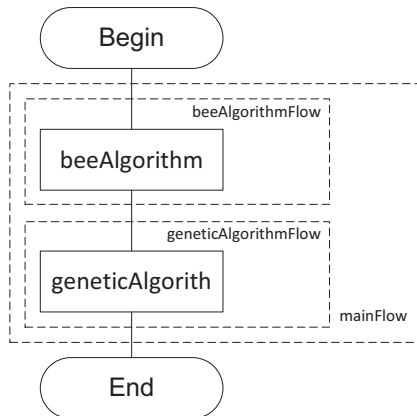 Begin
beeAlgorithmFlow
beeAlgorithm
geneticAlgorithmFlow
geneticAlgorith
mainFlow
End